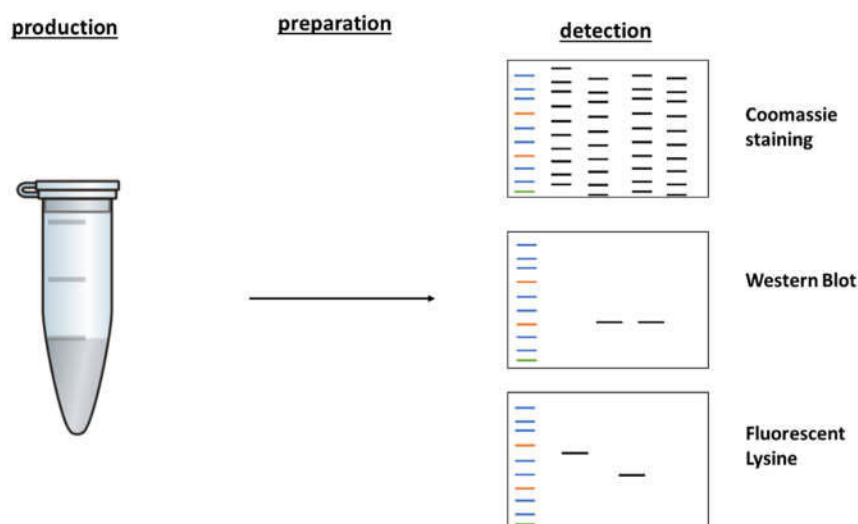 production
preparation
detection
Coomassie
staining
Western Blot
Fluorescent
Lysine